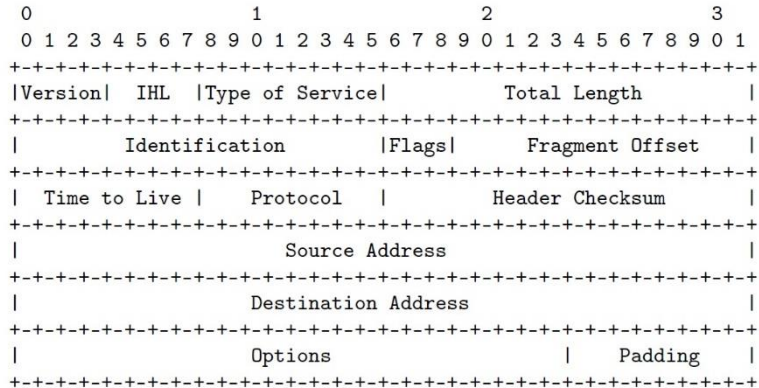 0                   1                   2                   3
0 1 2 3 4 5 6 7 8 9 0 1 2 3 4 5 6 7 8 9 0 1 2 3 4 5 6 7 8 9 0 1
+-+-+-+-+-+-+-+-+-+-+-+-+-+-+-+-+-+-+-+-+-+-+-+-+-+-+-+-+-+-+-+-+
|Version|  IHL  |Type of Service|          Total Length         |
+-+-+-+-+-+-+-+-+-+-+-+-+-+-+-+-+-+-+-+-+-+-+-+-+-+-+-+-+-+-+-+-+
|         Identification        |Flags|      Fragment Offset    |
+-+-+-+-+-+-+-+-+-+-+-+-+-+-+-+-+-+-+-+-+-+-+-+-+-+-+-+-+-+-+-+-+
|  Time to Live |    Protocol   |         Header Checksum       |
+-+-+-+-+-+-+-+-+-+-+-+-+-+-+-+-+-+-+-+-+-+-+-+-+-+-+-+-+-+-+-+-+
|                       Source Address                          |
+-+-+-+-+-+-+-+-+-+-+-+-+-+-+-+-+-+-+-+-+-+-+-+-+-+-+-+-+-+-+-+-+
|                    Destination Address                        |
+-+-+-+-+-+-+-+-+-+-+-+-+-+-+-+-+-+-+-+-+-+-+-+-+-+-+-+-+-+-+-+-+
|                    Options                    |    Padding    |
+-+-+-+-+-+-+-+-+-+-+-+-+-+-+-+-+-+-+-+-+-+-+-+-+-+-+-+-+-+-+-+-+